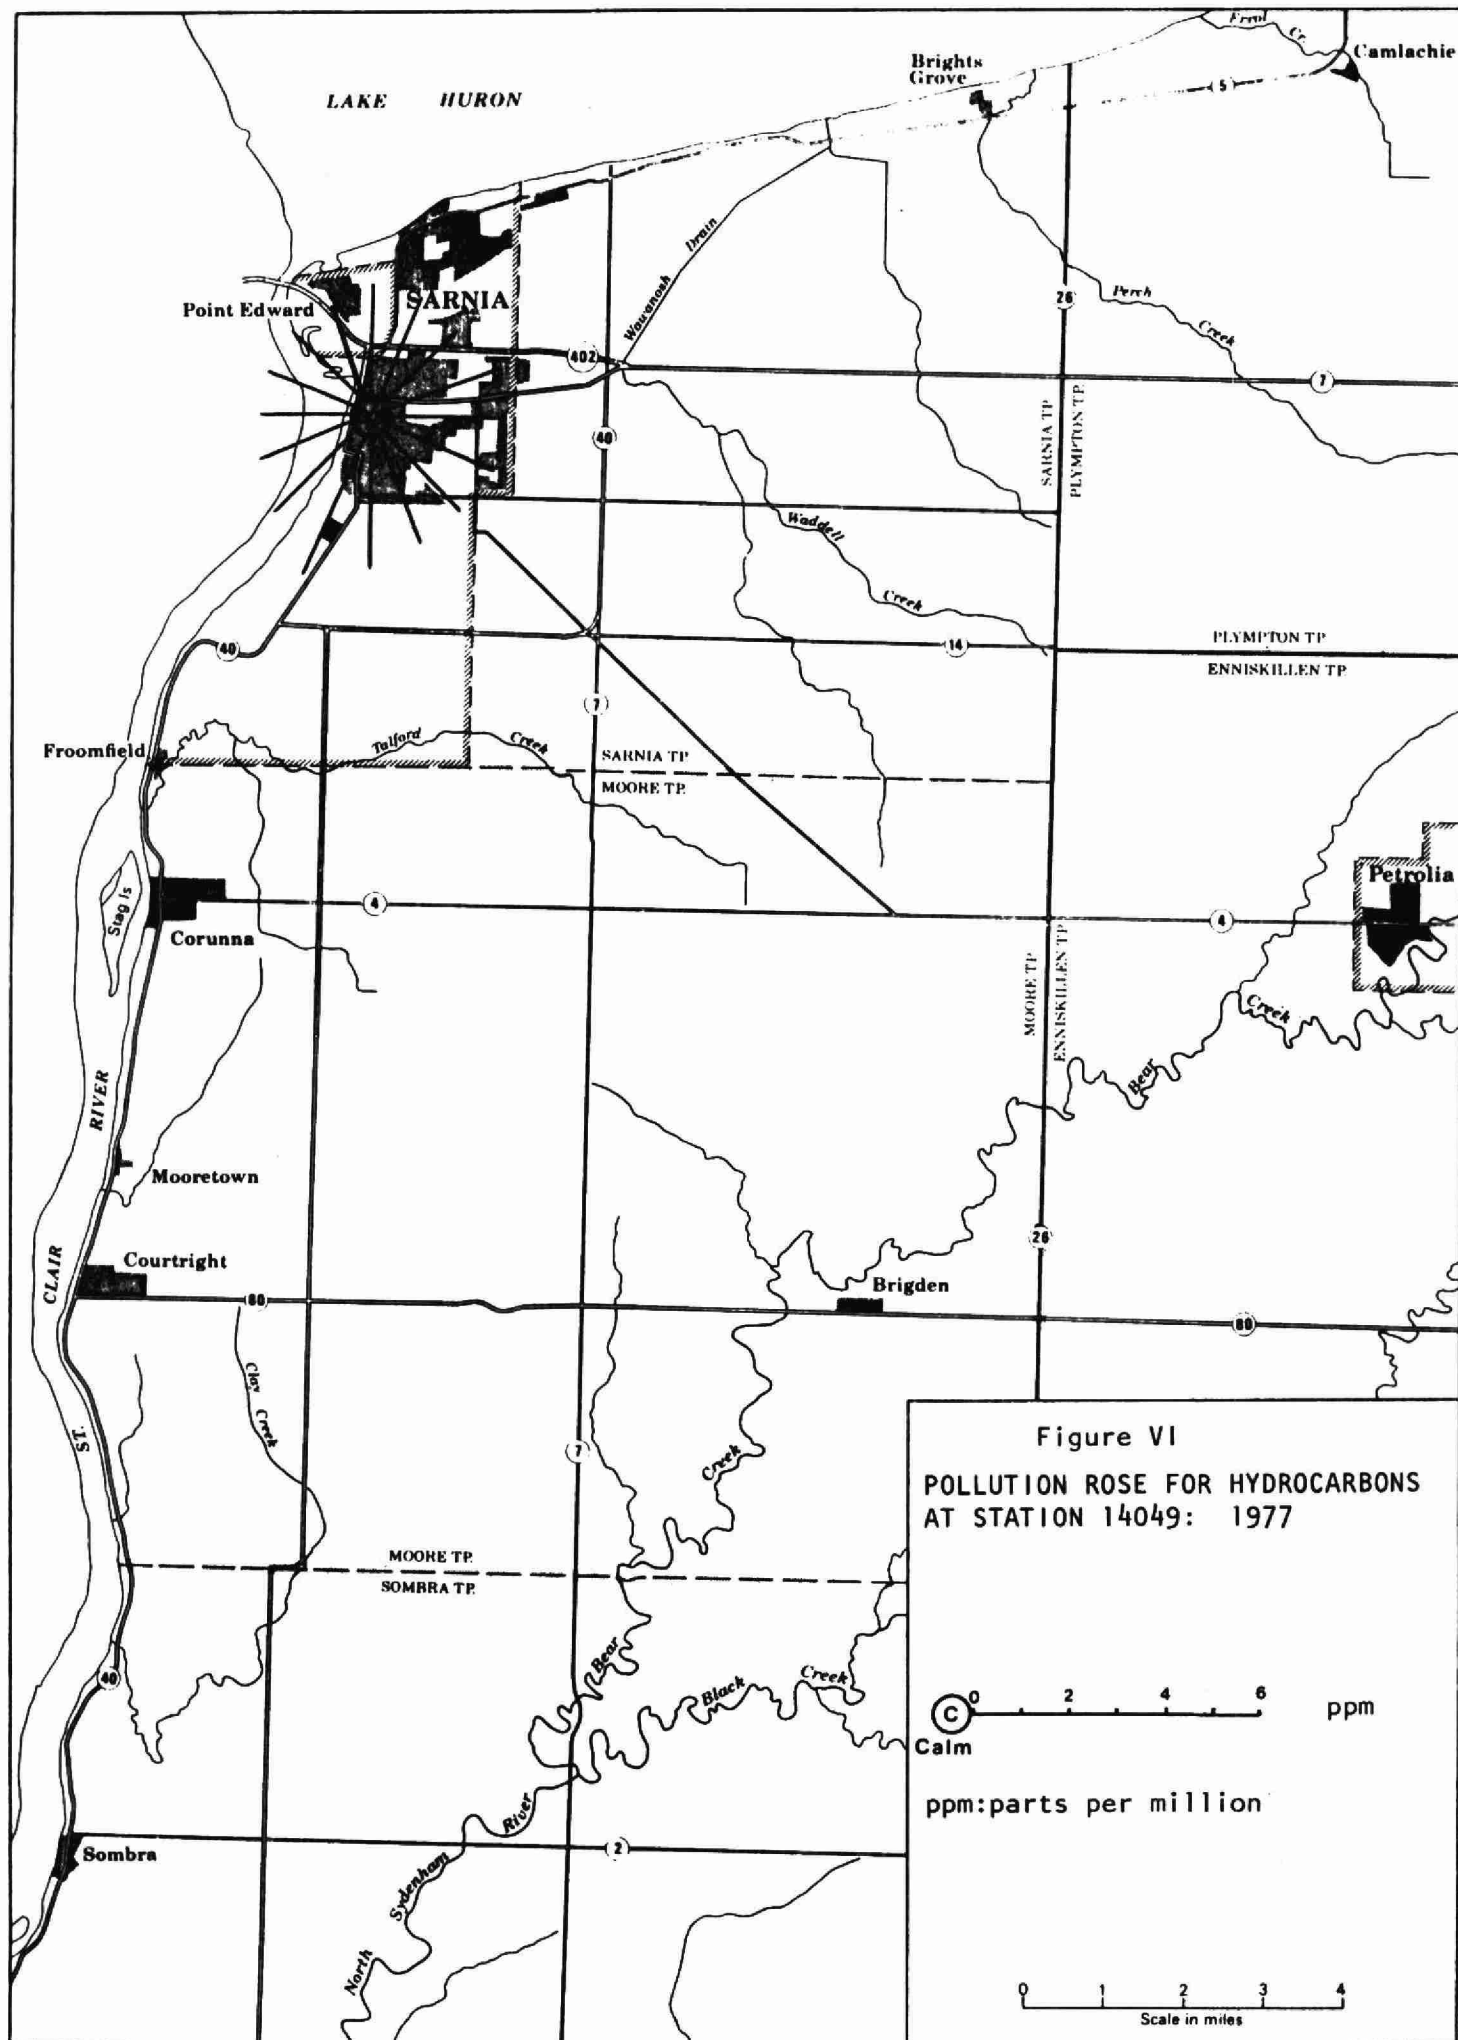 Errol
Cr.
Camlachie
Brights
Grove
5
LAKE HURON
Wawanosh Drain
SARNIA
Point Edward
26
Perch
Creek
402
7
40
SARNIA TP.
PLYMPTON TP.
Waddell
Creek
40
14
PLYMPTON TP
ENNISKILLEN TP.
7
Froomfield
Talford
Creek
SARNIA TP
MOORE TP.
Petrolia
Stag Is
4
4
Corunna
MOORE TP
ENNISKILLEN TP.
Creek
Bear
RIVER
Mooretown
26
CLAIR
Courtright
Brigden
80
80
Clay
Creek
ST.
7
Creek
Figure VI
POLLUTION ROSE FOR HYDROCARBONS
AT STATION 14049: 1977
MOORE TP.
SOMBRA TP.
40
Bear
Black
Creek
0 2 4 6 ppm
C
Calm
ppm:parts per million
River
2
Sombra
Sydenham
North
0 1 2 3 4
Scale in miles